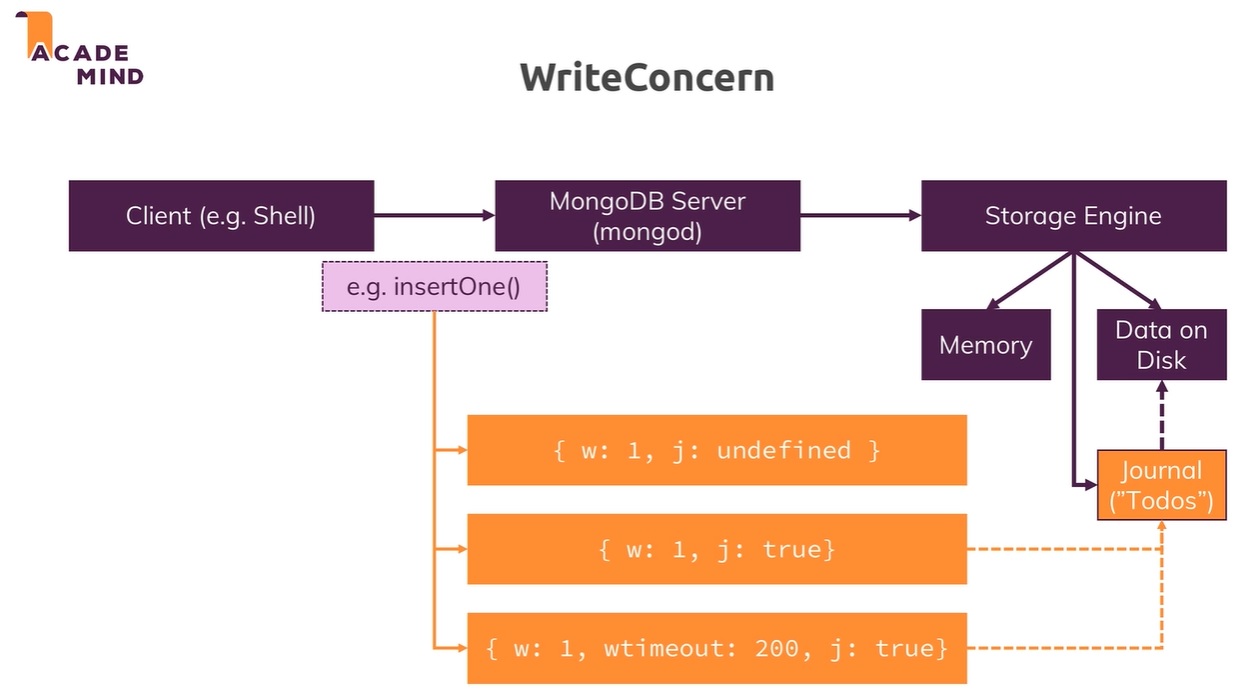 ACADE
MIND
WriteConcern
Client (e.g. Shell)
MongoDB Server
(mongod)
Storage Engine
e.g. insertOne()
Memory
Data on
Disk
{ w: 1, j: undefined }
Journal
(”Todos”)
{ w: 1, j: true}
{ w: 1, wtimeout: 200, j: true}